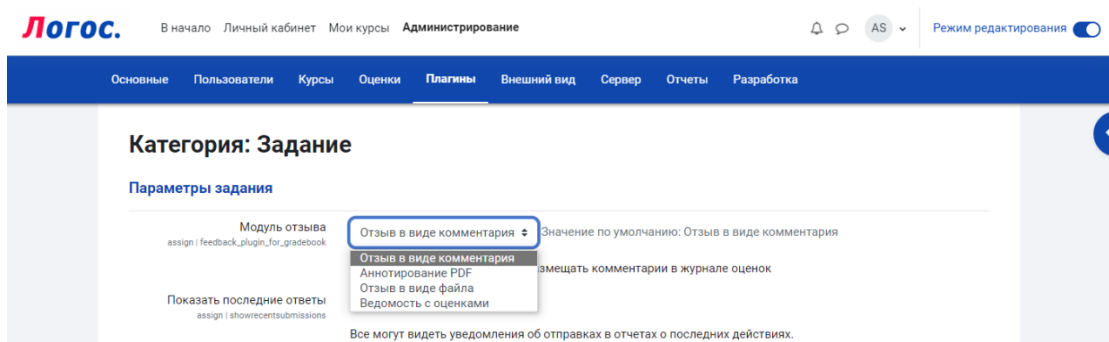 Логос. В начало Личный кабинет Мои курсы Администрирование AS Режим редактирования
Основные Пользователи Курсы Оценки Плагины Внешний вид Сервер Отчеты Разработка
Категория: Задание
Параметры задания
Модуль отзыва
assign | feedback_plugin_for_gradebook
Отзыв в виде комментария Значение по умолчанию: Отзыв в виде комментария
Отзыв в виде комментария
Аннотирование PDF
Отзыв в виде файла
Ведомость с оценками
комментарии в журнале оценок
Показать последние ответы
assign | showrecentsubmissions
Все могут видеть уведомления об отправках в отчетах о последних действиях.